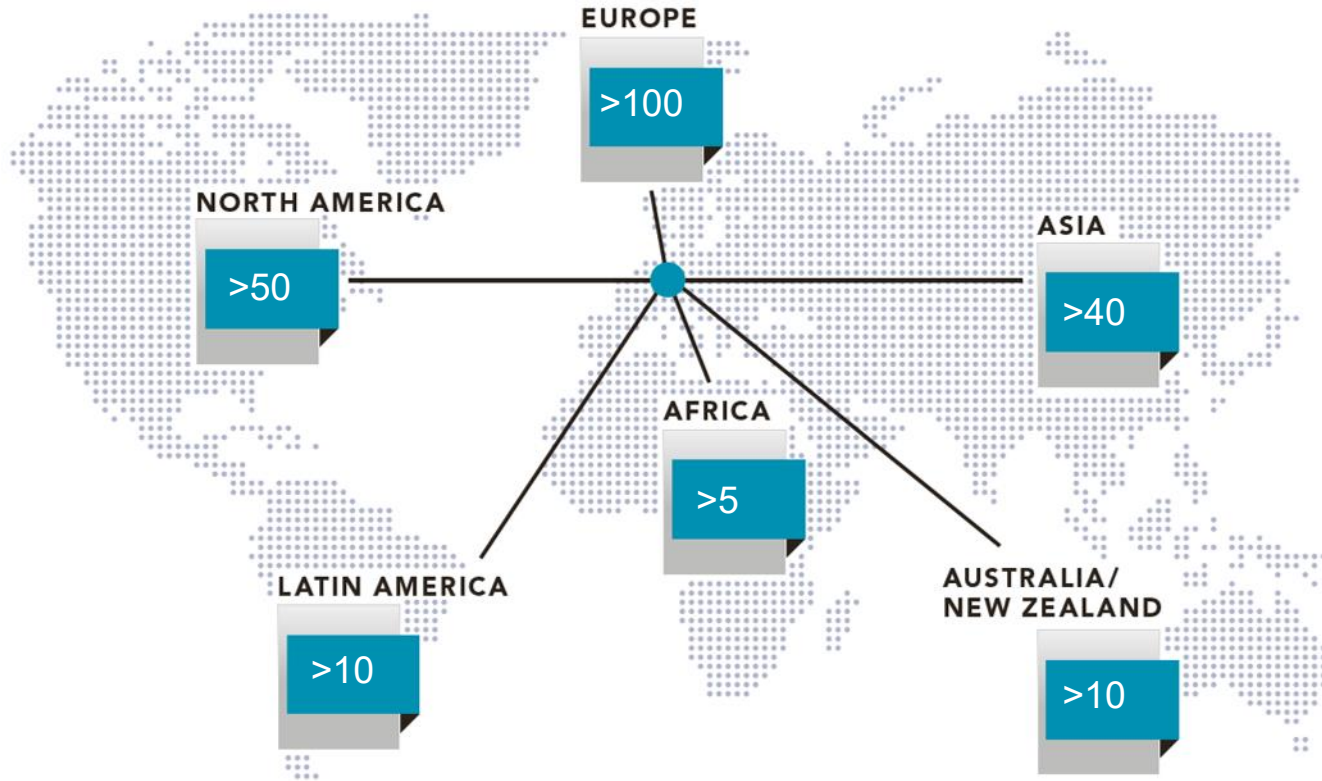 EUROPE
>100
NORTH AMERICA
>50
ASIA
>40
AFRICA
>5
LATIN AMERICA
>10
AUSTRALIA/
NEW ZEALAND
>10